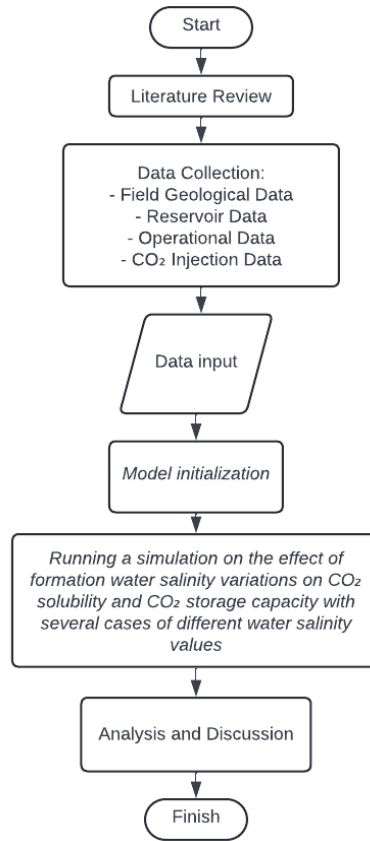 Start
Literature Review
Data Collection:
- Field Geological Data
- Reservoir Data
- Operational Data
- CO₂ Injection Data
Data input
Model initialization
Running a simulation on the effect of
formation water salinity variations on CO₂
solubility and CO₂ storage capacity with
several cases of different water salinity
values
Analysis and Discussion
Finish